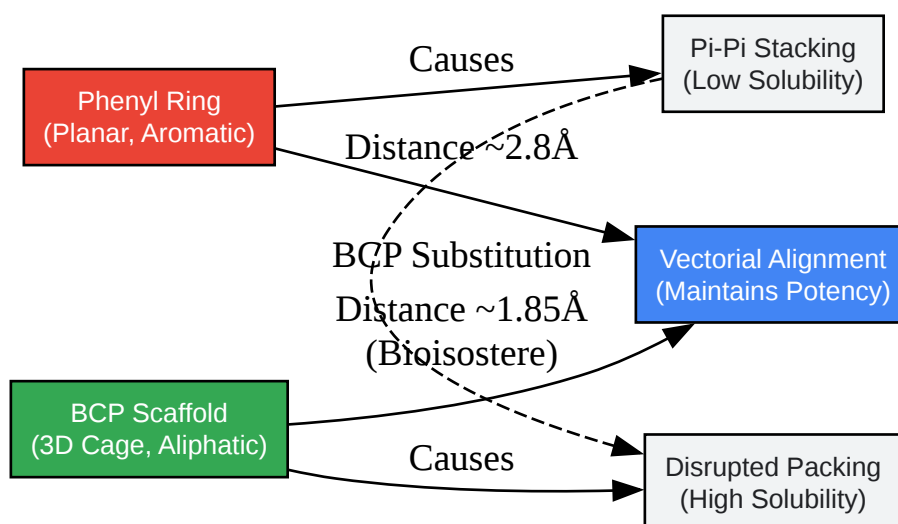 Causes
Pi-Pi Stacking
(Low Solubility)
Phenyl Ring
(Planar, Aromatic)
Distance ~2.8Å
Vectorial Alignment
(Maintains Potency)
BCP Substitution
Distance ~1.85Å
(Bioisostere)
BCP Scaffold
(3D Cage, Aliphatic)
Causes
Disrupted Packing
(High Solubility)